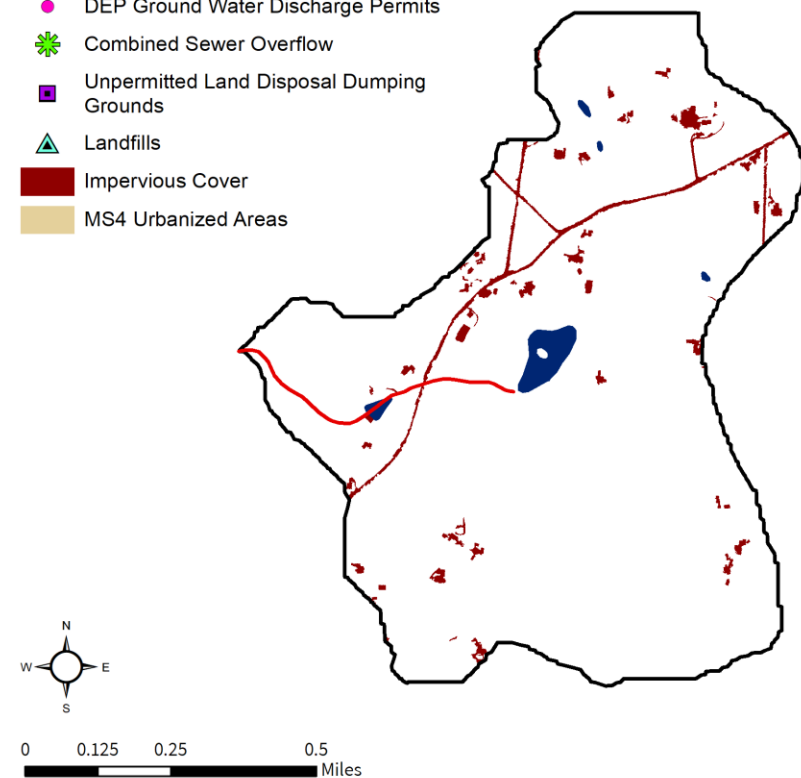 DEP Ground Water Discharge Permits
Combined Sewer Overflow
Unpermitted Land Disposal Dumping
Grounds
Landfills
Impervious Cover
MS4 Urbanized Areas
N
W E
S
0 0.125 0.25 0.5
Miles